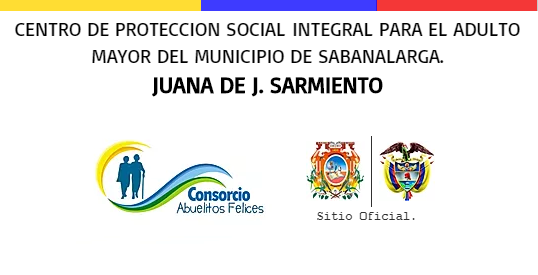 CENTRO DE PROTECCION SOCIAL INTEGRAL PARA EL ADULTO
MAYOR DEL MUNICIPIO DE SABANALARGA.
JUANA DE J. SARMIENTO
Consorcio
Abuelitos Felices
Sitio Oficial.